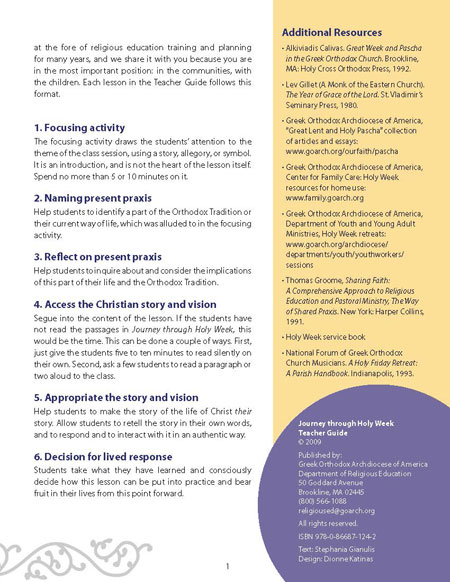 at the fore of religious education training and planning
for many years, and we share it with you because you are
in the most important position: in the communities, with
the children. Each lesson in the Teacher Guide follows this
format.
1. Focusing activity
The focusing activity draws the students' attention to the
theme of the class session, using a story, allegory, or symbol.
It is an introduction, and is not the heart of the lesson itself.
Spend no more than 5 or 10 minutes on it.
2. Naming present praxis
Help students to identify a part of the Orthodox Tradition or
their current way of life, which was alluded to in the focusing
activity.
3. Reflect on present praxis
Help students to inquire about and consider the implications
of this part of their life and the Orthodox Tradition.
4. Access the Christian story and vision
Segue into the content of the lesson. If the students have
not read the passages in Journey through Holy Week, this
would be the time. This can be done a couple of ways. First,
just give the students five to ten minutes to read silently on
their own. Second, ask a few students to read a paragraph or
two aloud to the class.
5. Appropriate the story and vision
Help students to make the story of the life of Christ their
story. Allow students to retell the story in their own words,
and to respond and to interact with it in an authentic way.
6. Decision for lived response
Students take what they have learned and consciously
decide how this lesson can be put into practice and bear
fruit in their lives from this point forward.
Additional Resources
• Alkiviadis Calivas. Great Week and Pascha
in the Greek Orthodox Church. Brookline,
MA: Holy Cross Orthodox Press, 1992.
• Lev Gillet (A Monk of the Eastern Church).
The Year of Grace of the Lord. St. Vladimir's
Seminary Press, 1980.
• Greek Orthodox Archdiocese of America,
"Great Lent and Holy Pascha" collection
of articles and essays:
www.goarch.org/ourfaith/pascha
• Greek Orthodox Archdiocese of America,
Center for Family Care: Holy Week
resources for home use:
www.family.goarch.org
• Greek Orthodox Archdiocese of America,
Department of Youth and Young Adult
Ministries, Holy Week retreats:
www.goarch.org/archdiocese/
departments/youth/youthworkers/
sessions
• Thomas Groome, Sharing Faith:
A Comprehensive Approach to Religious
Education and Pastoral Ministry, The Way
of Shared Praxis. New York: Harper Collins,
1991.
• Holy Week service book
• National Forum of Greek Orthodox
Church Musicians. A Holy Friday Retreat:
A Parish Handbook. Indianapolis, 1993.
Journey through Holy Week
Teacher Guide
© 2009
Published by:
Greek Orthodox Archdiocese of America
Department of Religious Education
50 Goddard Avenue
Brookline, MA 02445
(800) 566-1088
religioused@goarch.org
All rights reserved.
ISBN 978-0-86687-124-2
Text: Stephania Gianulis
Design: Dionne Katinas
1